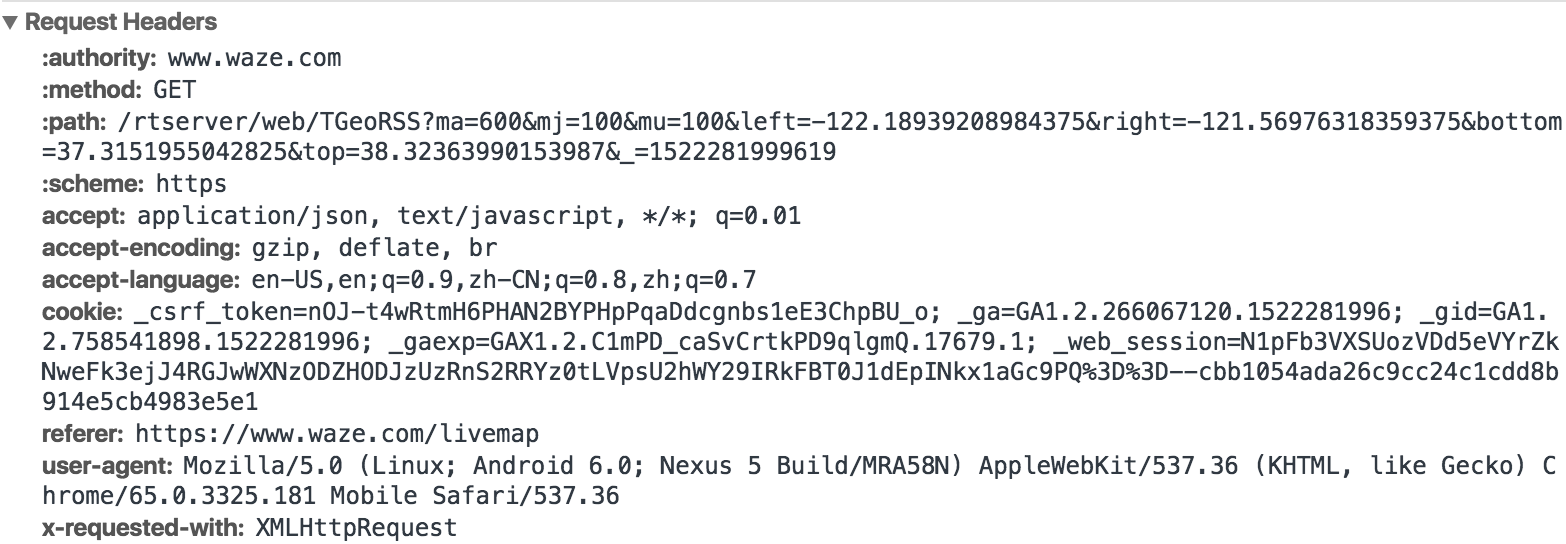 ▼ Request Headers
:authority: www.waze.com
:method: GET
:path: /rtserver/web/TGeoRSS?ma=600&mj=100&mu=100&left=-122.18939208984375&right=-121.56976318359375&bottom
=37.3151955042825&top=38.32363990153987&_=1522281999619
:scheme: https
accept: application/json, text/javascript, */*; q=0.01
accept-encoding: gzip, deflate, br
accept-language: en-US,en;q=0.9,zh-CN;q=0.8,zh;q=0.7
cookie: _csrf_token=nOJ-t4wRtmH6PHAN2BYPHpPqaDdcgnbs1eE3ChpBU_o; _ga=GA1.2.266067120.1522281996; _gid=GA1.
2.758541898.1522281996; _gaexp=GAX1.2.C1mPD_caSvCrtkPD9qlgmQ.17679.1; _web_session=N1pFb3VXSUozVDd5eVYrZk
NweFk3ejJ4RGJwWXNzODZHODJzUzRnS2RRYz0tLVpsU2hWY29IRkFBT0J1dEpINkx1aGc9PQ%3D%3D--cbb1054ada26c9cc24c1cdd8b
914e5cb4983e5e1
referer: https://www.waze.com/livemap
user-agent: Mozilla/5.0 (Linux; Android 6.0; Nexus 5 Build/MRA58N) AppleWebKit/537.36 (KHTML, like Gecko) C
hrome/65.0.3325.181 Mobile Safari/537.36
x-requested-with: XMLHttpRequest